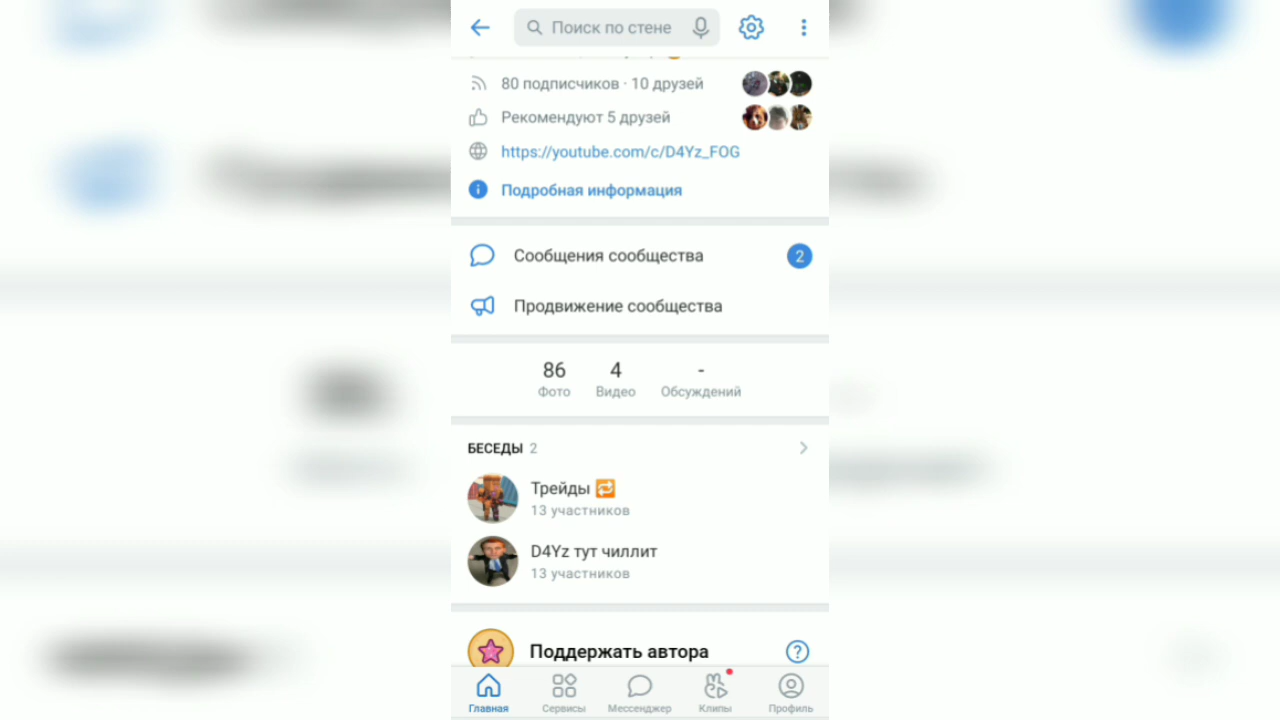 Поиск по стене
80 подписчиков · 10 друзей
Рекомендуют 5 друзей
https://youtube.com/c/D4Yz_FOG
Подробная информация
Сообщения сообщества 2
Продвижение сообщества
86 4 -
Фото Видео Обсуждений
БЕСЕДЫ 2
Трейды 🔁
13 участников
D4Yz тут чиллит
13 участников
Поддержать автора
Главная Сервисы Мессенджер Клипы Профиль